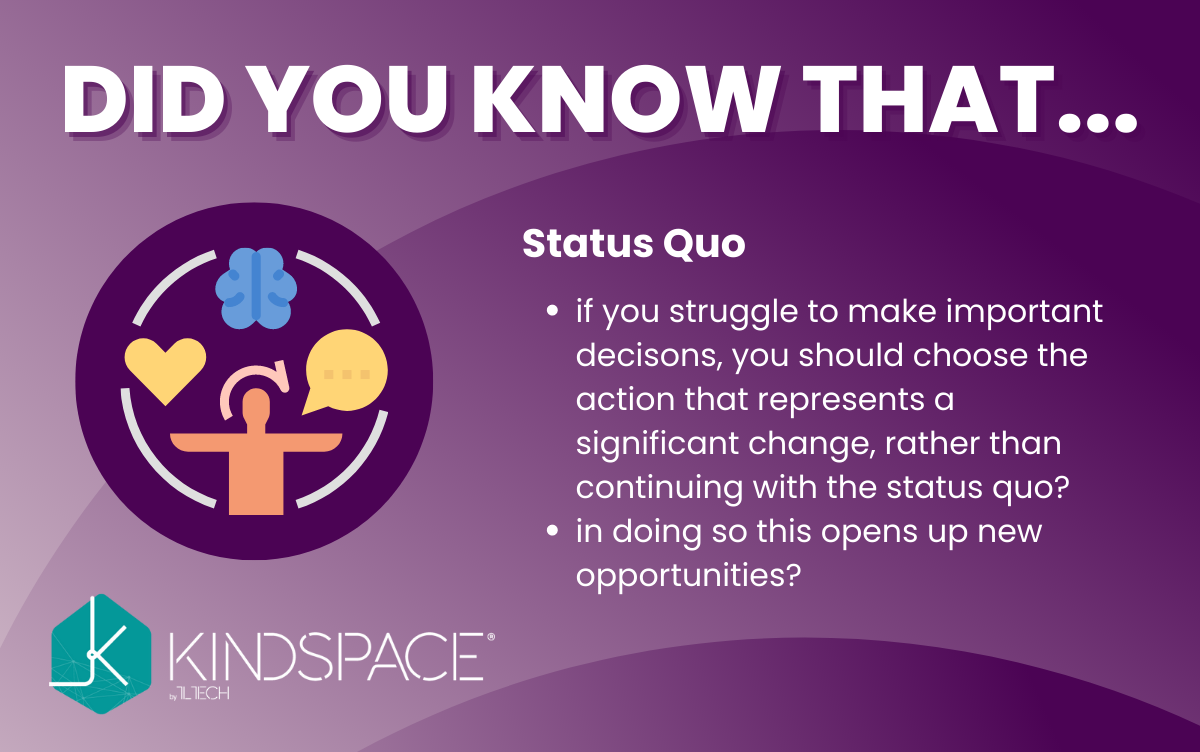 DID YOU KNOW THAT...
Status Quo
• if you struggle to make important
decisons, you should choose the
action that represents a
significant change, rather than
continuing with the status quo?
• in doing so this opens up new
opportunities?
KINDSPACE®
by TLTECH